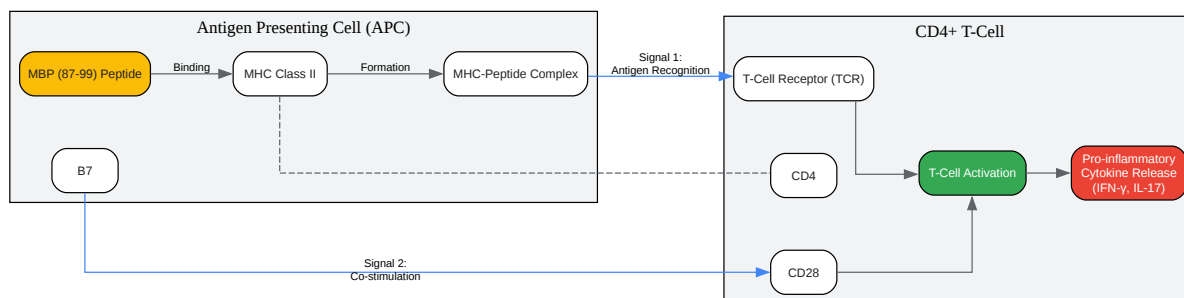 Antigen Presenting Cell (APC)
CD4+ T-Cell
MBP (87-99) Peptide
Binding
MHC Class II
Formation
MHC-Peptide Complex
Signal 1:
Antigen Recognition
T-Cell Receptor (TCR)
B7
CD4
T-Cell Activation
Pro-inflammatory
Cytokine Release
(IFN-γ, IL-17)
Signal 2:
Co-stimulation
CD28